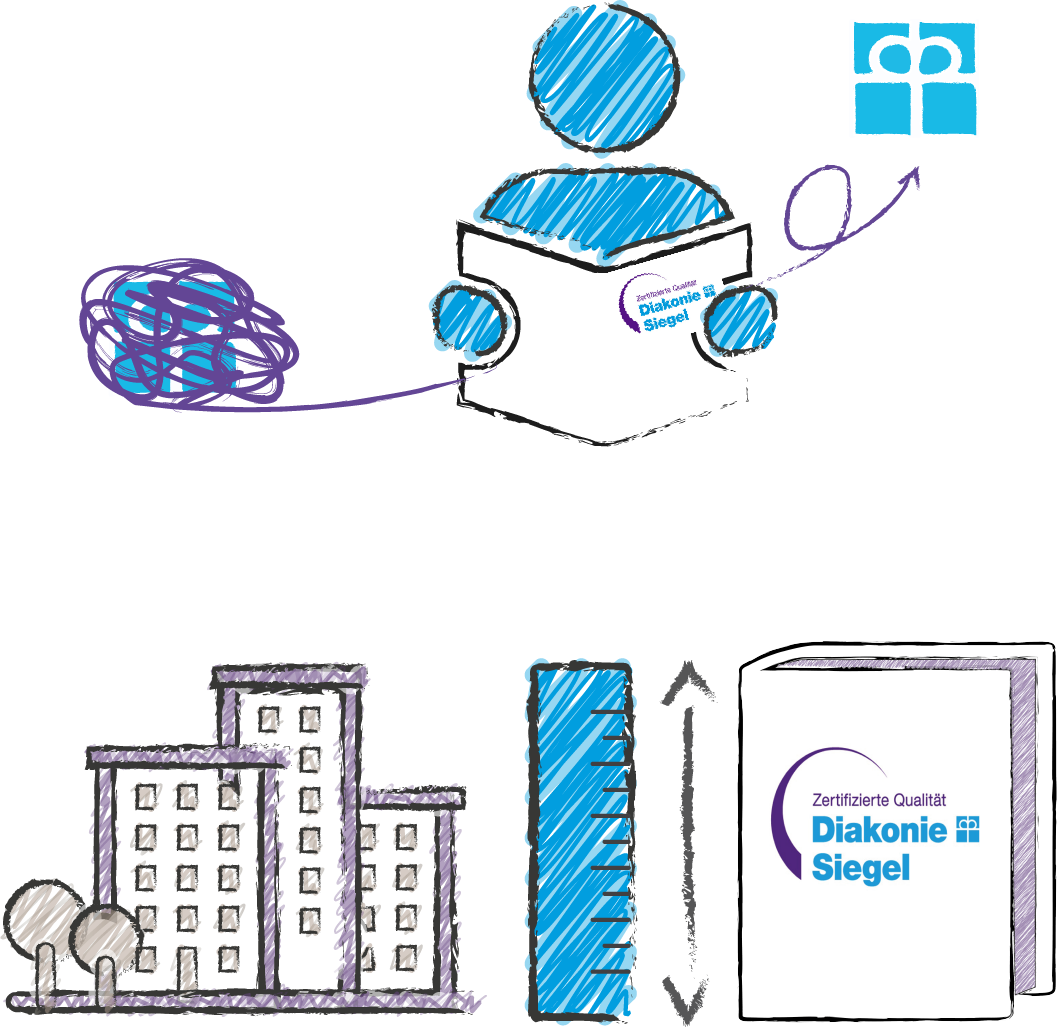 Zertifizierte Qualität
Diakonie
Siegel
Zertifizierte Qualität
Diakonie
Siegel